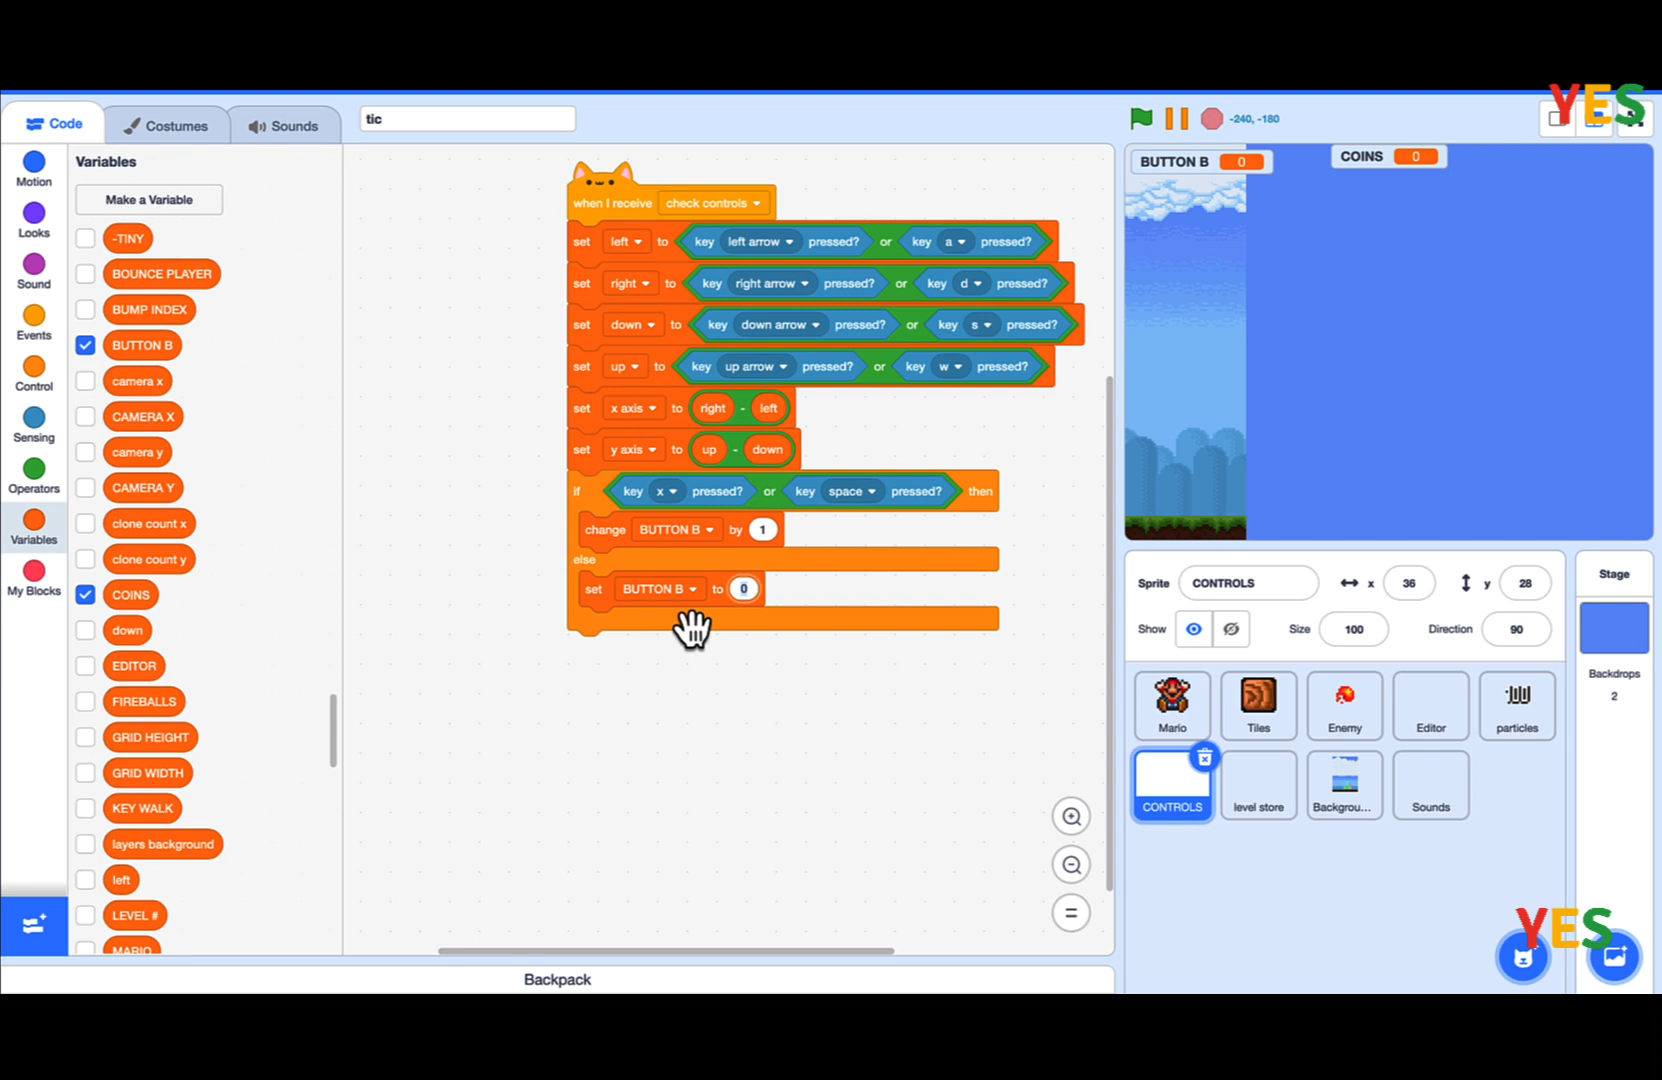 YES
Code
Costumes
Sounds
tic
-240, -180
Motion
Looks
Sound
Events
Control
Sensing
Operators
Variables
My Blocks
Variables
Make a Variable
-TINY
BOUNCE PLAYER
BUMP INDEX
BUTTON B
camera x
CAMERA X
camera y
CAMERA Y
clone count x
clone count y
COINS
down
EDITOR
FIREBALLS
GRID HEIGHT
GRID WIDTH
KEY WALK
layers background
left
LEVEL #
MARIO
when I receive check controls
set left to key left arrow pressed? or key a pressed?
set right to key right arrow pressed? or key d pressed?
set down to key down arrow pressed? or key s pressed?
set up to key up arrow pressed? or key w pressed?
set x axis to right - left
set y axis to up - down
if key x pressed? or key space pressed? then
change BUTTON B by 1
else
set BUTTON B to 0
Backpack
BUTTON B 0
COINS 0
Sprite CONTROLS x 36 y 28
Show Size 100 Direction 90
Mario
Tiles
Enemy
Editor
particles
CONTROLS
level store
Backgrou...
Sounds
Stage
Backdrops
2
YES